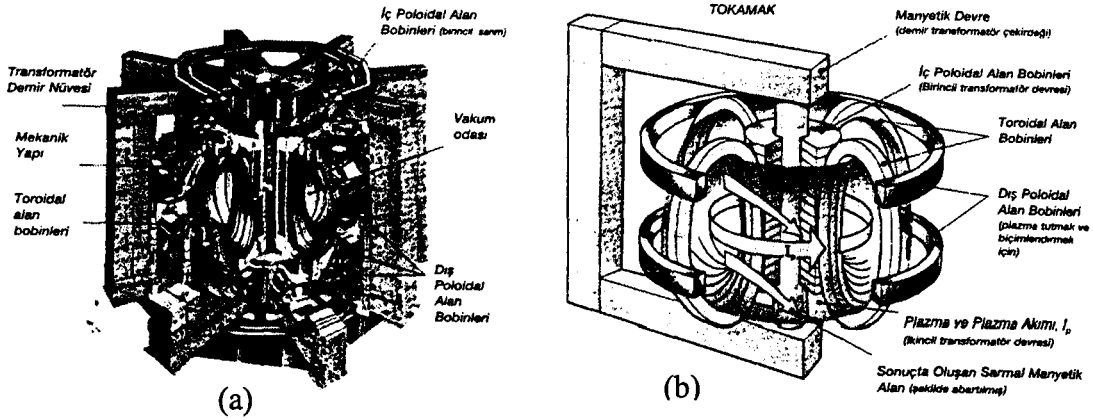 İç Poloidal Alan
Bobinleri (birincil sarım)
Transformatör
Demir Nüvesi
Mekanik
Yapı
Toroidal
alan
bobinleri
Vakum
odası
Dış
Poloidal
Alan
Bobinleri
(a)
TOKAMAK
Manyetik Devre
(demir transformatör çekirdeği)
İç Poloidal Alan Bobinleri
(Birincil transformatör devresi)
Toroidal Alan
Bobinleri
Dış Poloidal
Alan Bobinleri
(plazma tutmak ve
biçimlendirmek
için)
Plazma ve Plazma Akımı, Ip
(İkincil transformatör devresi)
Sonuçta Oluşan Sarmal Manyetik
Alan (şekilde abartılmış)
(b)